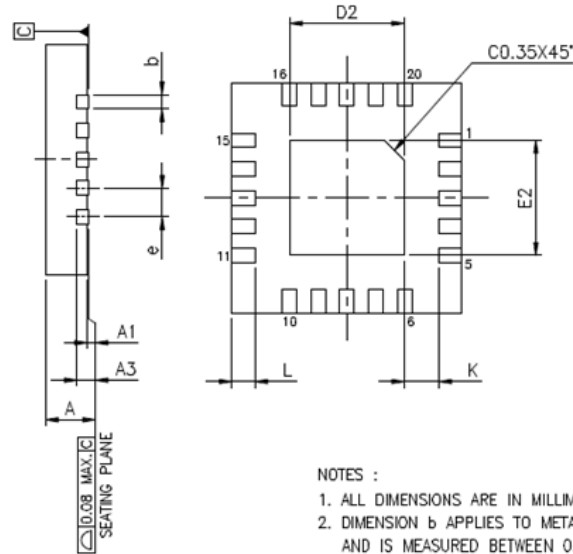 C
D2
C0.35X45°
b
16
20
15
1
E2
e
11
5
10
6
A1
A3
L
K
A
0.08 MAX. C
SEATING PLANE
NOTES :
1. ALL DIMENSIONS ARE IN MILLIM
2. DIMENSION b APPLIES TO META
AND IS MEASURED BETWEEN 0